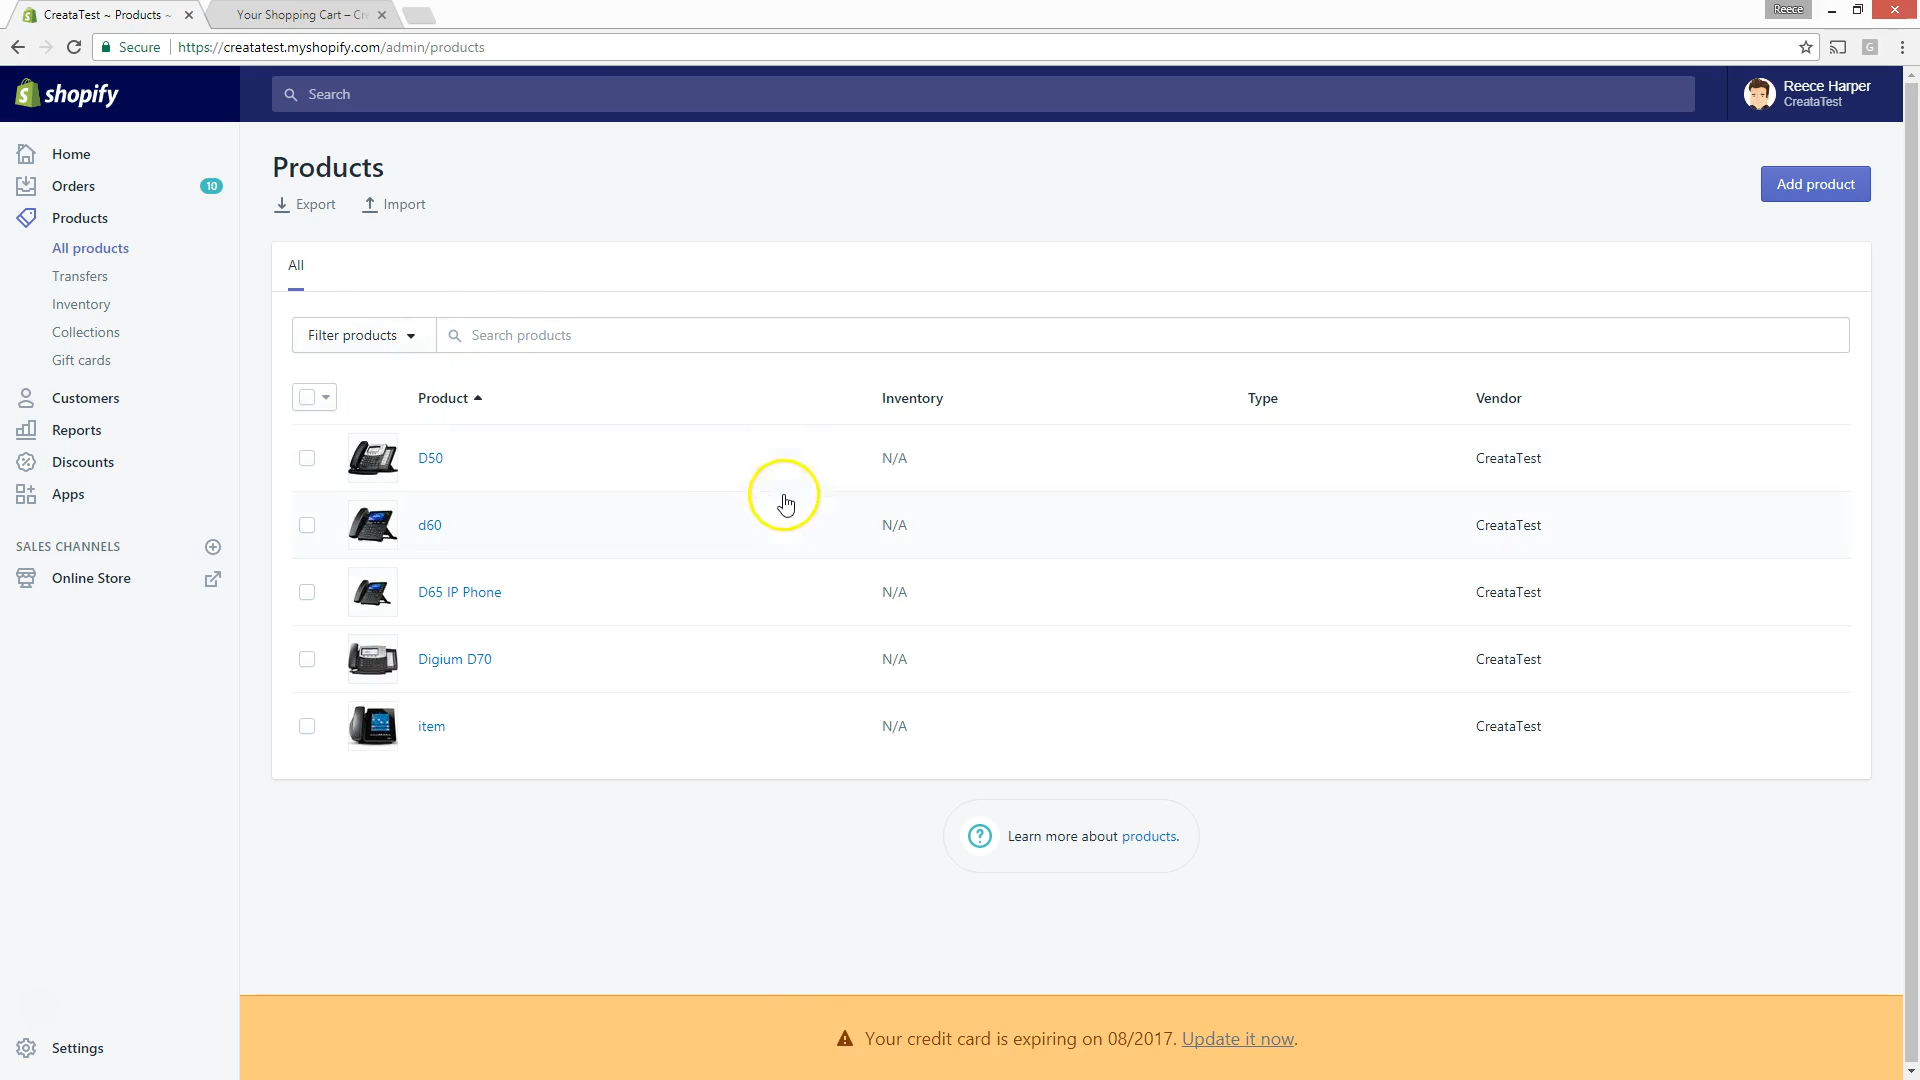 CreataTest ~ Products ~
Your Shopping Cart – Cre
Reece
Secure
https://creatatest.myshopify.com/admin/products
G
shopify
Search
Reece Harper
CreataTest
Home
Orders
10
Products
All products
Transfers
Inventory
Collections
Gift cards
Customers
Reports
Discounts
Apps
SALES CHANNELS
Online Store
Settings
Products
Export
Import
Add product
All
Filter products
Search products
Product Inventory Type Vendor
D50 N/A CreataTest
d60 N/A CreataTest
D65 IP Phone N/A CreataTest
Digium D70 N/A CreataTest
item N/A CreataTest
? Learn more about products.
Your credit card is expiring on 08/2017. Update it now.